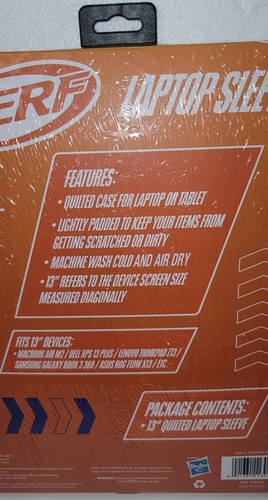 ERF
LAPTOP SLEE
FEATURES:
• QUILTED CASE FOR LAPTOP OR TABLET
• LIGHTLY PADDED TO KEEP YOUR ITEMS FROM
GETTING SCRATCHED OR DIRTY
• MACHINE WASH COLD AND AIR DRY
• 13" REFERS TO THE DEVICE SCREEN SIZE
MEASURED DIAGONALLY
FITS 13" DEVICES:
• MACBOOK AIR M2 / DELL XPS 13 PLUS / LENOVO THINKPAD Z13 /
SAMSUNG GALAXY BOOK 3 360 / ASUS ROG FLOW X13 / ETC.
PACKAGE CONTENTS:
• 13" QUILTED LAPTOP SLEEVE
Hasbro